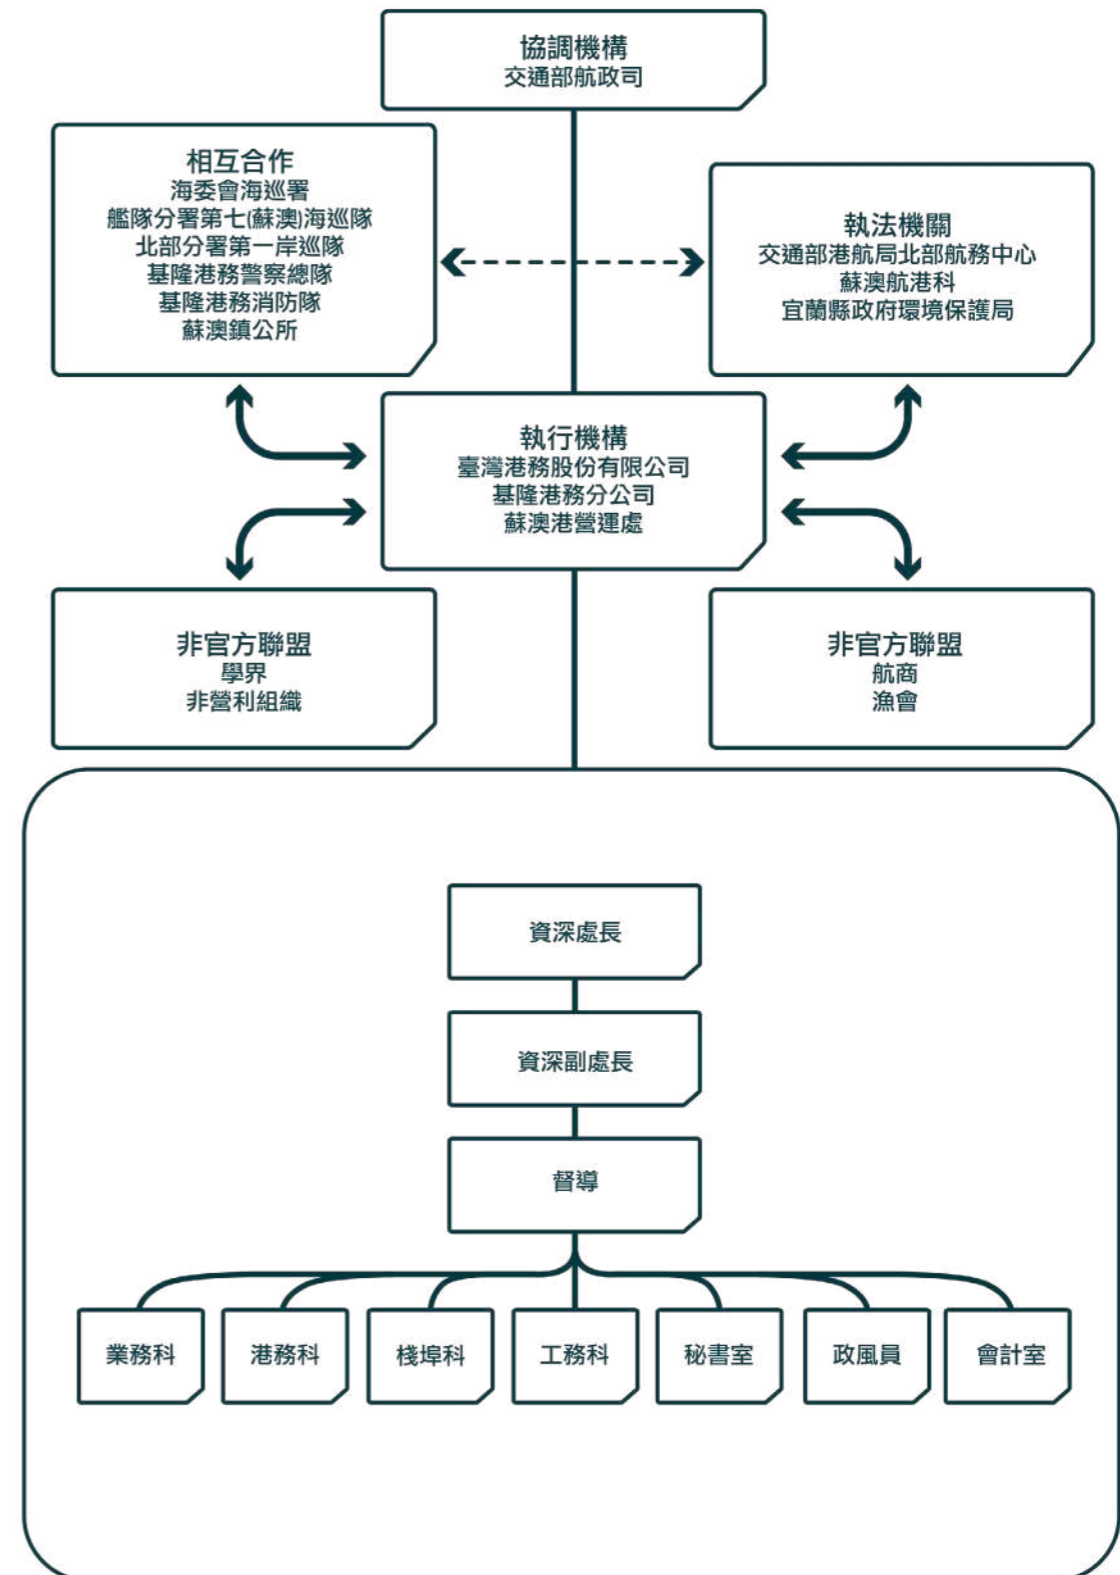 協調機構
交通部航政司
相互合作
海委會海巡署
艦隊分署第七(蘇澳)海巡隊
北部分署第一岸巡隊
基隆港務警察總隊
基隆港務消防隊
蘇澳鎮公所
執法機關
交通部港航局北部航務中心
蘇澳航港科
宜蘭縣政府環境保護局
執行機構
臺灣港務股份有限公司
基隆港務分公司
蘇澳港營運處
非官方聯盟
學界
非營利組織
非官方聯盟
航商
漁會
資深處長
資深副處長
督導
業務科
港務科
棧埠科
工務科
秘書室
政風員
會計室